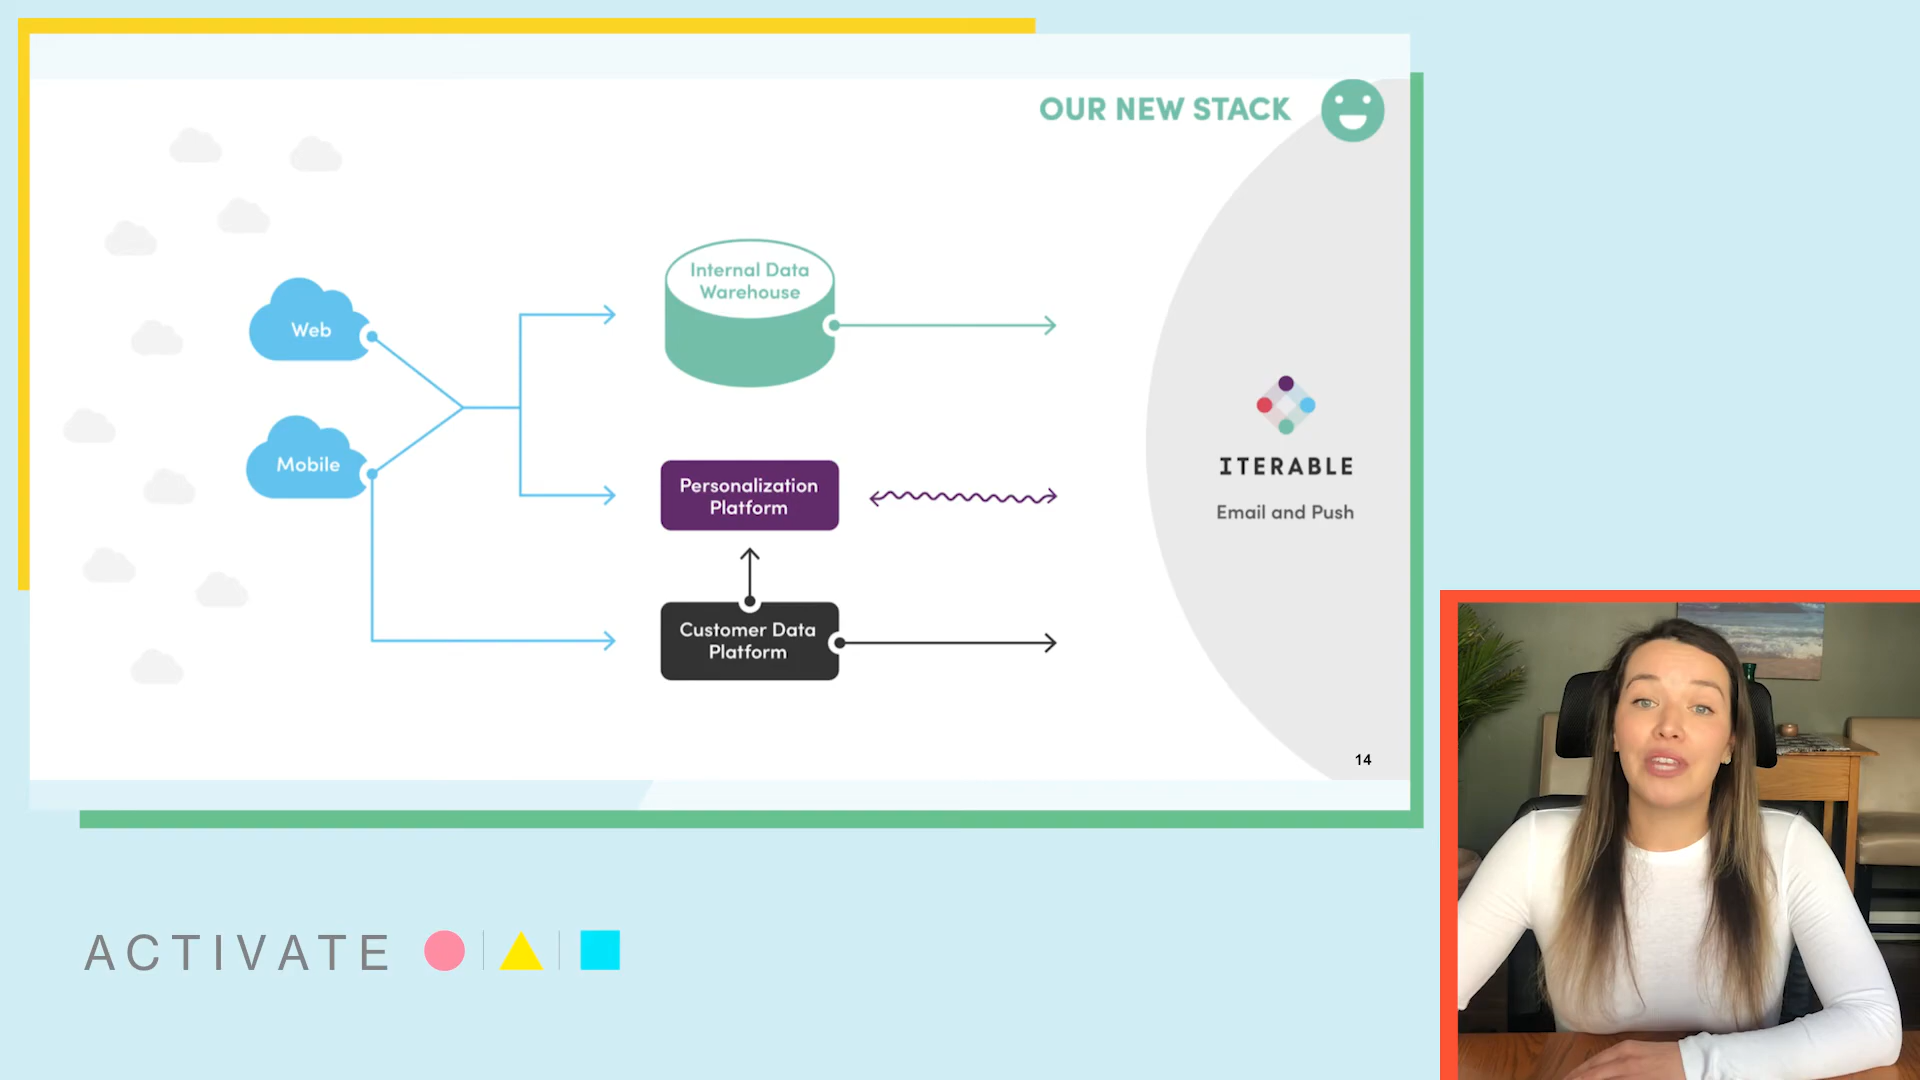 OUR NEW STACK
Internal Data
Warehouse
Web
Mobile
Personalization
Platform
ITERABLE
Email and Push
Customer Data
Platform
14
ACTIVATE